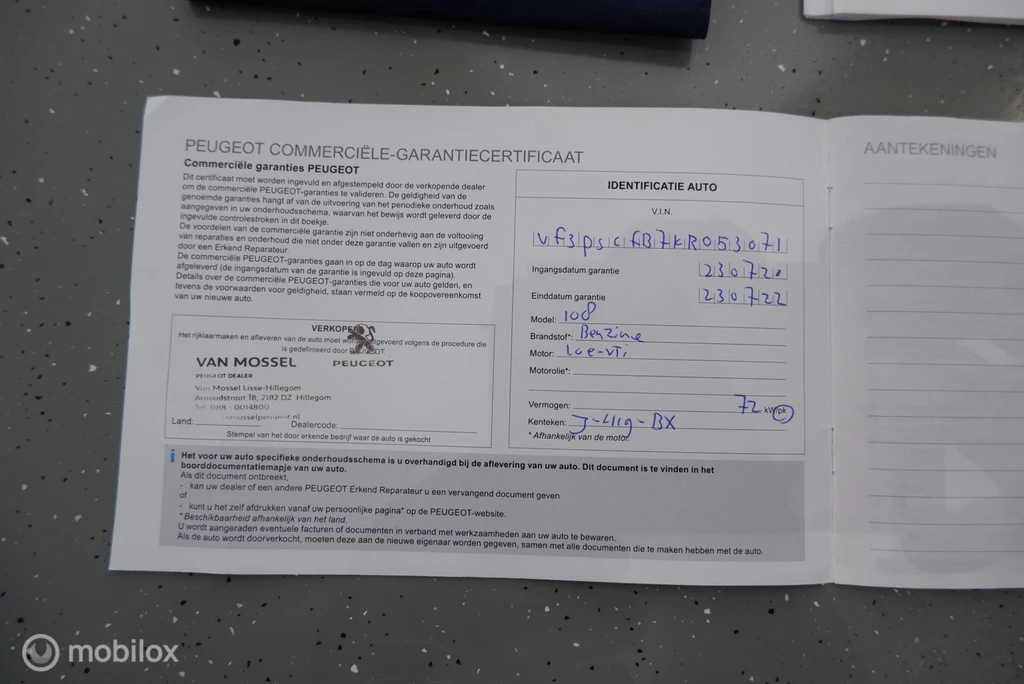 PEUGEOT COMMERCIËLE-GARANTIECERTIFICAAT
Commerciële garanties PEUGEOT
Dit certificaat moet worden ingevuld en afgestempeld door de verkopende dealer
om de commerciële PEUGEOT-garanties te valideren. De geldigheid van de
genoemde garanties hangt af van de uitvoering van het periodieke onderhoud zoals
aangegeven in uw onderhoudsschema, waarvan het bewijs wordt geleverd door de
ingevulde controlestroken in dit boekje.
De voordelen van de commerciële garantie zijn niet onderhevig aan de voltooiing
van reparaties en onderhoud die niet onder deze garantie vallen en zijn uitgevoerd
door een Erkend Reparateur.
De commerciële PEUGEOT-garanties gaan in op de dag waarop uw auto wordt
afgeleverd (de ingangsdatum van de garantie is ingevuld op deze pagina).
Details over de commerciële PEUGEOT-garanties die voor uw auto gelden, en
tevens de voorwaarden voor geldigheid, staan vermeld op de koopovereenkomst
van uw nieuwe auto.
VERKOPER
Het rijklaarmaken en afleveren van de auto moet worden uitgevoerd volgens de procedure die
is gedefinieerd door PEUGEOT.
VAN MOSSEL PEUGEOT
PEUGEOT DEALER
Van Mossel Lisse-Hillegom
Arnoudstraat 18, 2182 DZ Hillegom
Tel. 088 - 0014800
Land: Dealercode:
Stempel van het door erkende bedrijf waar de auto is gekocht
IDENTIFICATIE AUTO
V.I.N.
Vf3pscfB7KR053071
Ingangsdatum garantie 230720
Einddatum garantie 230722
Model: 108
Brandstof*: Benzine
Motor: 
Motorolie*:
Vermogen: 72 kW/pk
Kenteken: J-419-BX
* Afhankelijk van de motor.
i Het voor uw auto specifieke onderhoudsschema is u overhandigd bij de aflevering van uw auto. Dit document is te vinden in het
boorddocumentatiemapje van uw auto.
Als dit document ontbreekt,
- kan uw dealer of een andere PEUGEOT Erkend Reparateur u een vervangend document geven
of
- kunt u het zelf afdrukken vanaf uw persoonlijke pagina* op de PEUGEOT-website.
* Beschikbaarheid afhankelijk van het land.
U wordt aangeraden eventuele facturen of documenten in verband met werkzaamheden aan uw auto te bewaren.
Als de auto wordt doorverkocht, moeten deze aan de nieuwe eigenaar worden gegeven, samen met alle documenten die te maken hebben met de auto.
AANTEKENINGEN
mobilox